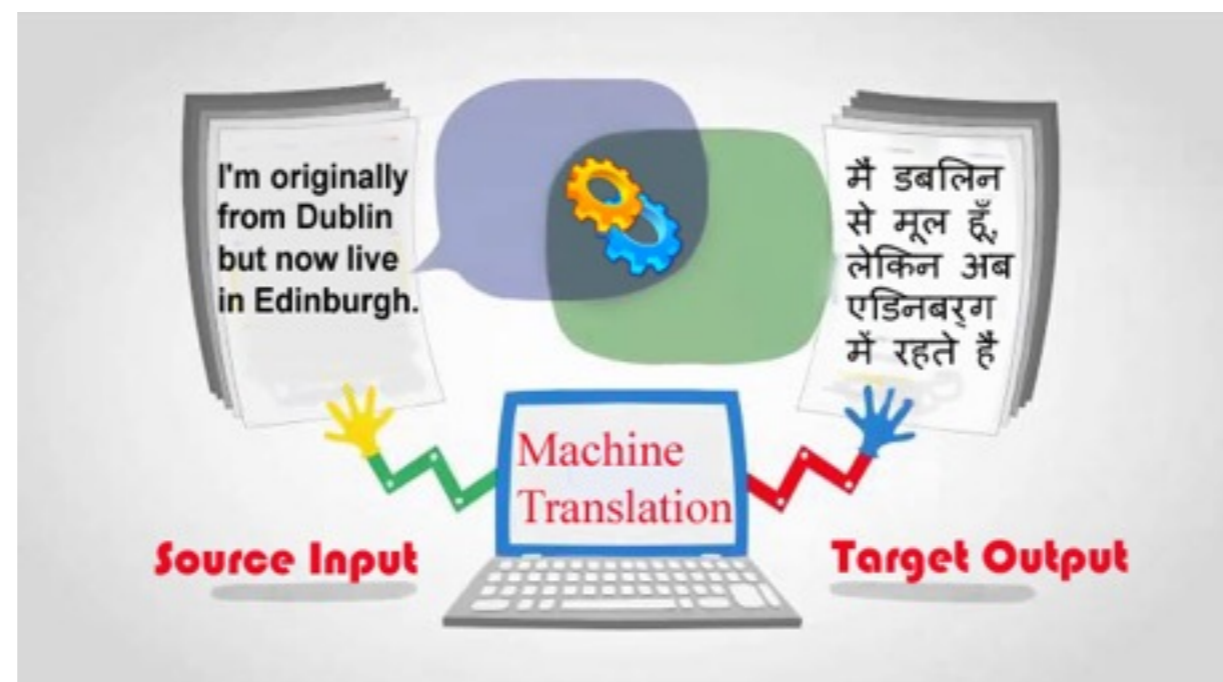 I'm originally
from Dublin
but now live
in Edinburgh.
मैं डबलिन
से मूल हूँ,
लेकिन अब
एडिनबर्ग
में रहते हैं
Machine
Translation
Source Input
Target Output